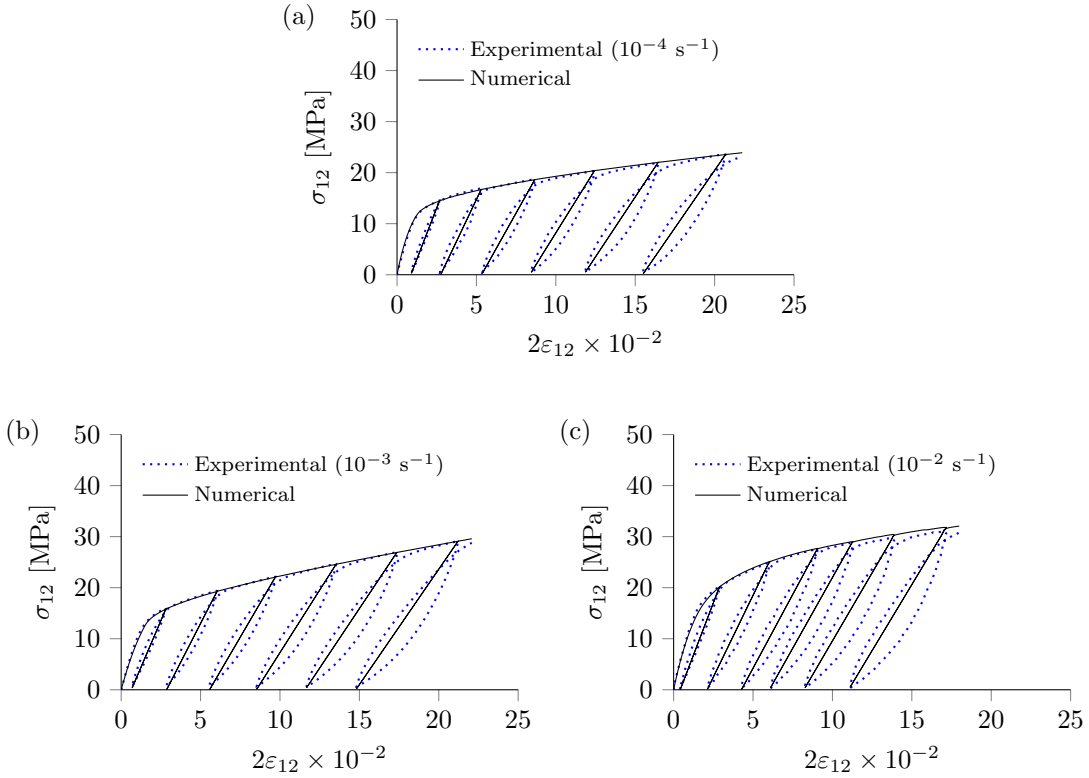 (a)
50
40
30
20
10
0
σ₁₂ [MPa]
Experimental (10⁻⁴ s⁻¹)
Numerical
0 5 10 15 20 25
2ε₁₂ × 10⁻²
(b)
50
40
30
20
10
0
σ₁₂ [MPa]
Experimental (10⁻³ s⁻¹)
Numerical
0 5 10 15 20 25
2ε₁₂ × 10⁻²
(c)
50
40
30
20
10
0
σ₁₂ [MPa]
Experimental (10⁻² s⁻¹)
Numerical
0 5 10 15 20 25
2ε₁₂ × 10⁻²